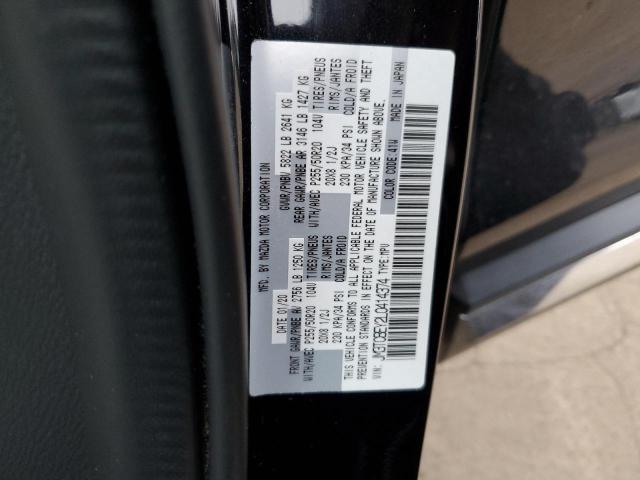 MFD. BY MAZDA MOTOR CORPORATION
DATE 01/20 GVWR/PNBV 5822 LB 2641 KG
FRONT GAWR/PNBE AV 2756 LB 1250 KG REAR GAWR/PNBE AR 3146 LB 1427 KG
WITH/AVEC P255/50R20 104V TIRES/PNEUS WITH/AVEC P255/50R20 104V TIRES/PNEUS
20X8 1/2J RIMS/JANTES 20X8 1/2J RIMS/JANTES
230 KPA/34 PSI COLD/A FROID 230 KPA/34 PSI COLD/A FROID
THIS VEHICLE CONFORMS TO ALL APPLICABLE FEDERAL MOTOR VEHICLE SAFETY AND THEFT
PREVENTION STANDARDS IN EFFECT ON THE DATE OF MANUFACTURE SHOWN ABOVE.
VIN: JM3TCBEY2L0414374 TYPE:MPV COLOR CODE 41W MADE IN JAPAN